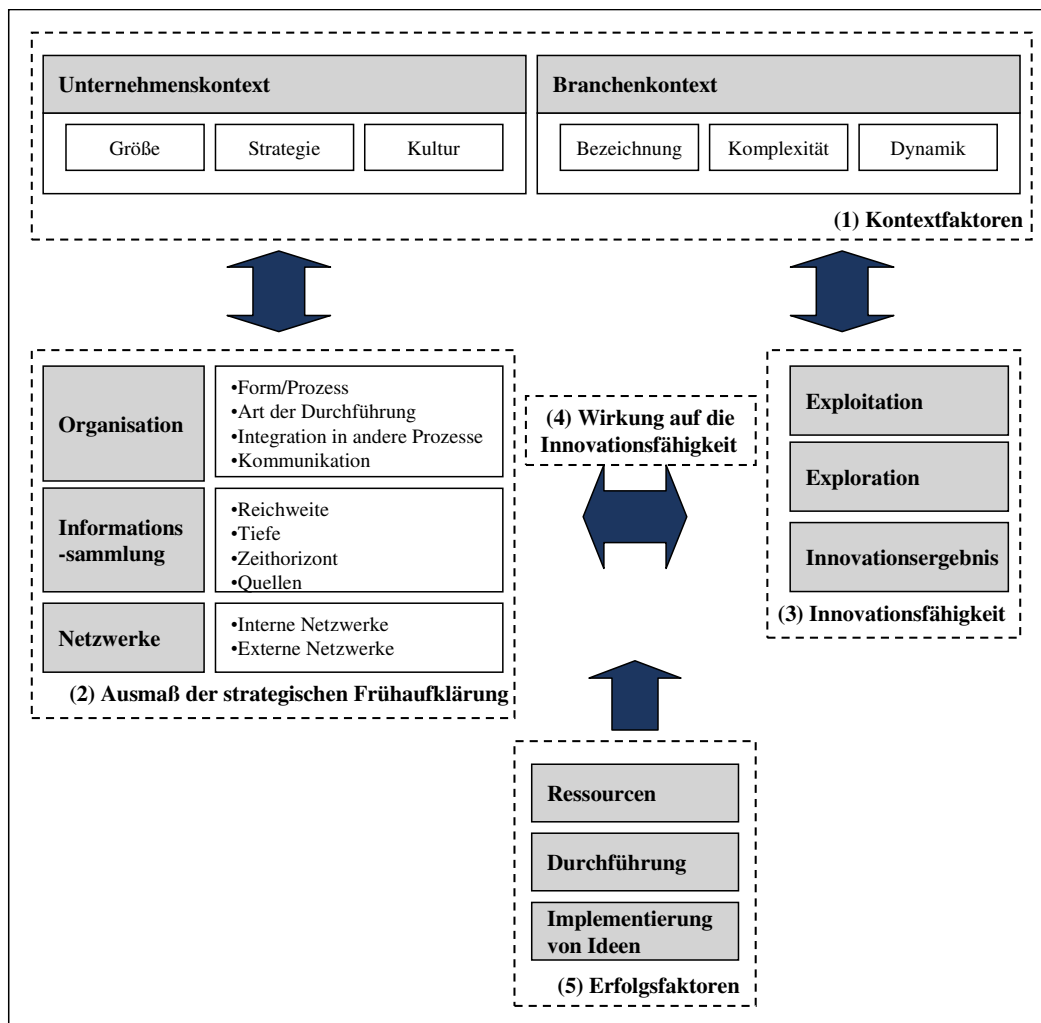 Unternehmenskontext
Branchenkontext
Größe
Strategie
Kultur
Bezeichnung
Komplexität
Dynamik
(1) Kontextfaktoren
Organisation
•Form/Prozess
•Art der Durchführung
•Integration in andere Prozesse
•Kommunikation
Informations
-sammlung
•Reichweite
•Tiefe
•Zeithorizont
•Quellen
Netzwerke
•Interne Netzwerke
•Externe Netzwerke
(2) Ausmaß der strategischen Frühaufklärung
(4) Wirkung auf die
Innovationsfähigkeit
Exploitation
Exploration
Innovationsergebnis
(3) Innovationsfähigkeit
Ressourcen
Durchführung
Implementierung
von Ideen
(5) Erfolgsfaktoren